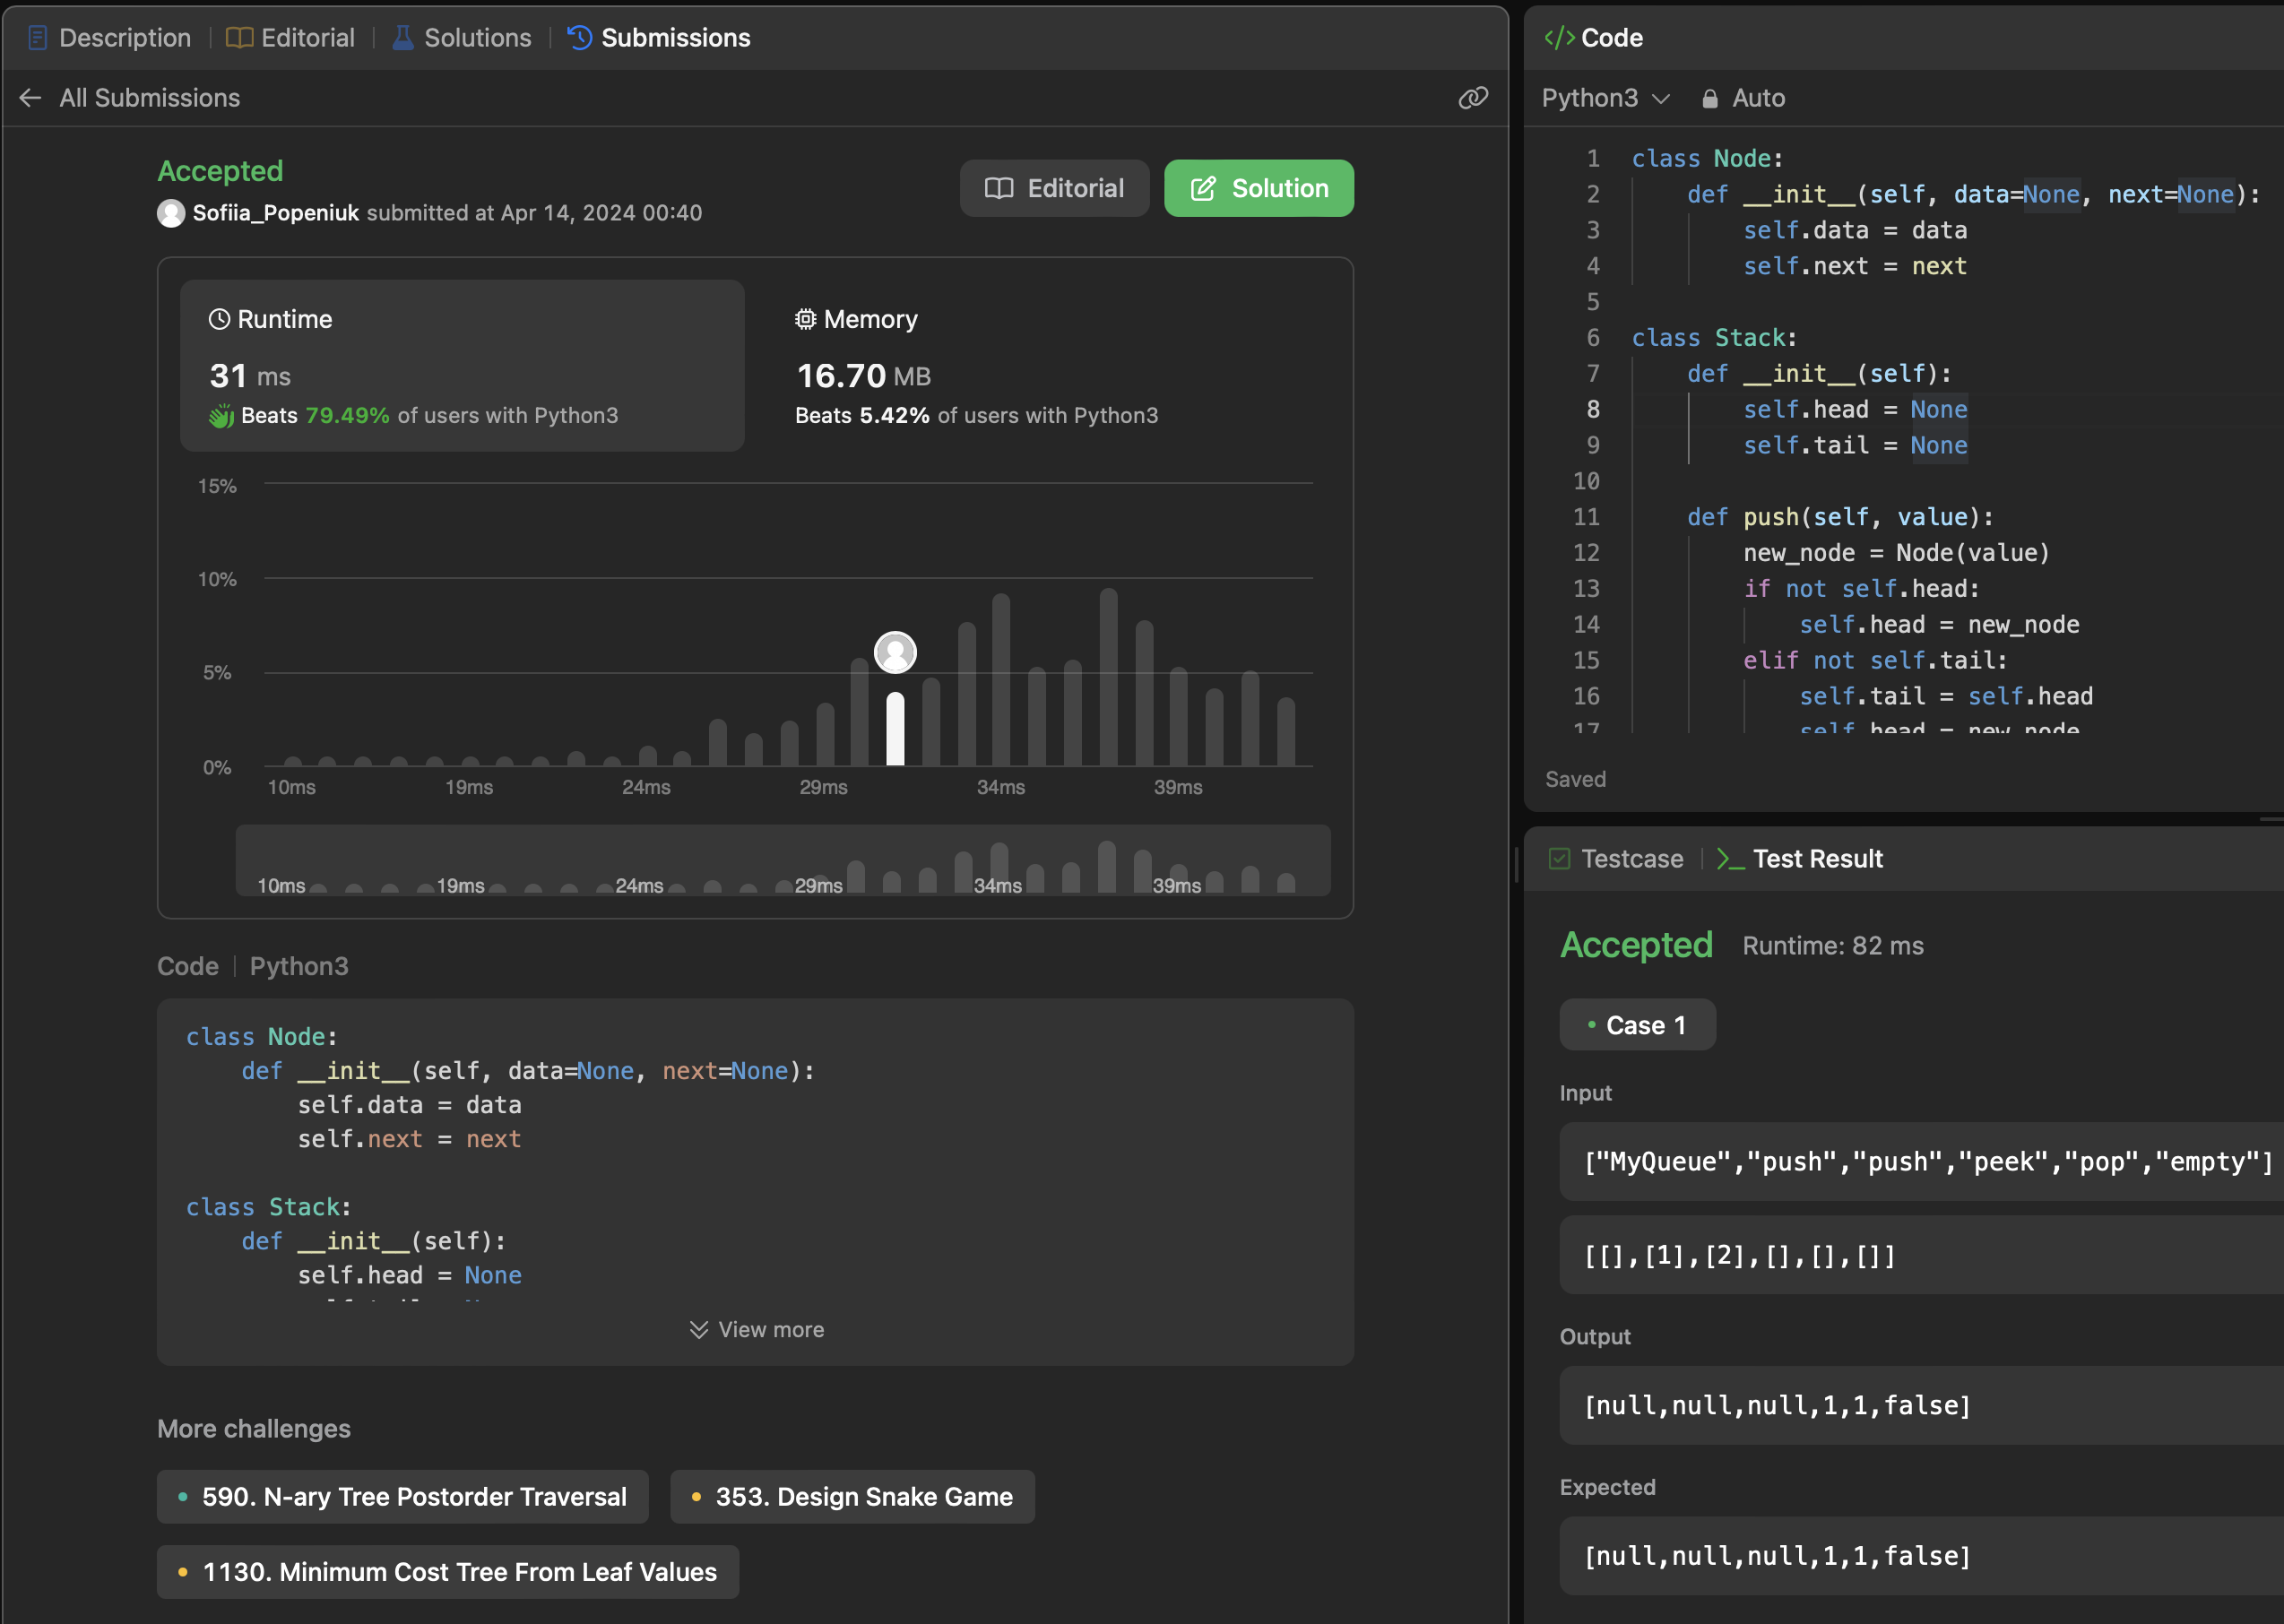 Description
Editorial
Solutions
Submissions
All Submissions
Accepted
Sofiia_Popeniuk submitted at Apr 14, 2024 00:40
Editorial
Solution
Runtime
31 ms
Beats 79.49% of users with Python3
Memory
16.70 MB
Beats 5.42% of users with Python3
15%
10%
5%
0%
10ms 19ms 24ms 29ms 34ms 39ms
10ms 19ms 24ms 29ms 34ms 39ms
Code | Python3
class Node:
    def __init__(self, data=None, next=None):
        self.data = data
        self.next = next

class Stack:
    def __init__(self):
        self.head = None
View more
More challenges
590. N-ary Tree Postorder Traversal
353. Design Snake Game
1130. Minimum Cost Tree From Leaf Values
</> Code
Python3
Auto
1 class Node:
2     def __init__(self, data=None, next=None):
3         self.data = data
4         self.next = next
5
6 class Stack:
7     def __init__(self):
8         self.head = None
9         self.tail = None
10
11     def push(self, value):
12         new_node = Node(value)
13         if not self.head:
14             self.head = new_node
15         elif not self.tail:
16             self.tail = self.head
17             self.head = new_node
Saved
Testcase
Test Result
Accepted
Runtime: 82 ms
Case 1
Input
["MyQueue","push","push","peek","pop","empty"]
[[],[1],[2],[],[],[]]
Output
[null,null,null,1,1,false]
Expected
[null,null,null,1,1,false]